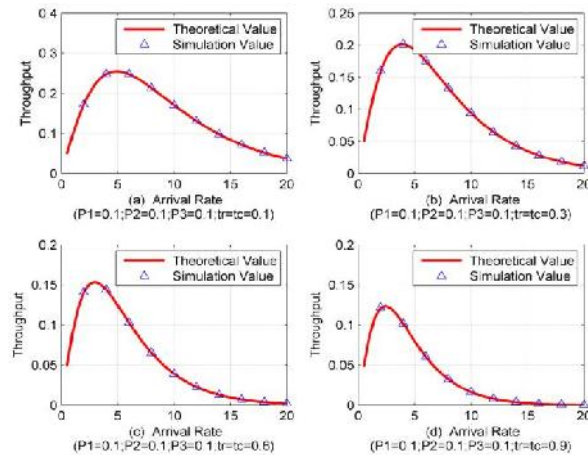 Theoretical Value
Simulation Value
Throughput
0.4
0.3
0.2
0.1
0
0 5 10 15 20
(a) Arrival Rate
(P1=0.1;P2=0.1;P3=0.1;tr=tc=0.1)
Theoretical Value
Simulation Value
Throughput
0.25
0.2
0.15
0.1
0.05
0
0 5 10 15 20
(b) Arrival Rate
(P1=0.1;P2=0.1;P3=0.1;tr=tc=0.3)
Theoretical Value
Simulation Value
Throughput
0.2
0.15
0.1
0.05
0
0 5 10 15 20
(c) Arrival Rate
(P1=0.1;P2=0.1;P3=0.1;tr=tc=0.6)
Theoretical Value
Simulation Value
Throughput
0.2
0.15
0.1
0.05
0
0 5 10 15 20
(d) Arrival Rate
(P1=0.1;P2=0.1;P3=0.1;tr=tc=0.9)